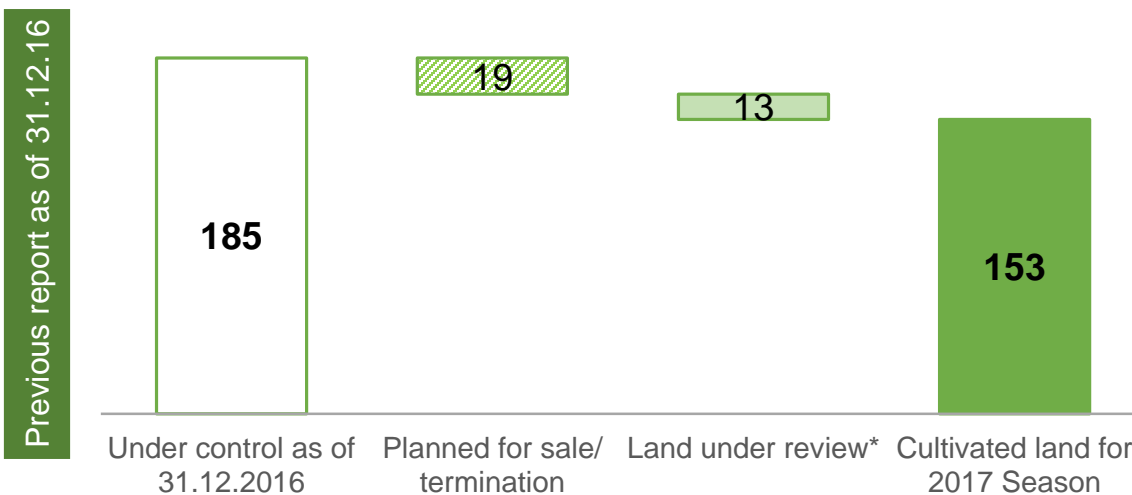 Previous report as of 31.12.16
185
19
13
153
Under control as of
31.12.2016
Planned for sale/
termination
Land under review*
Cultivated land for
2017 Season